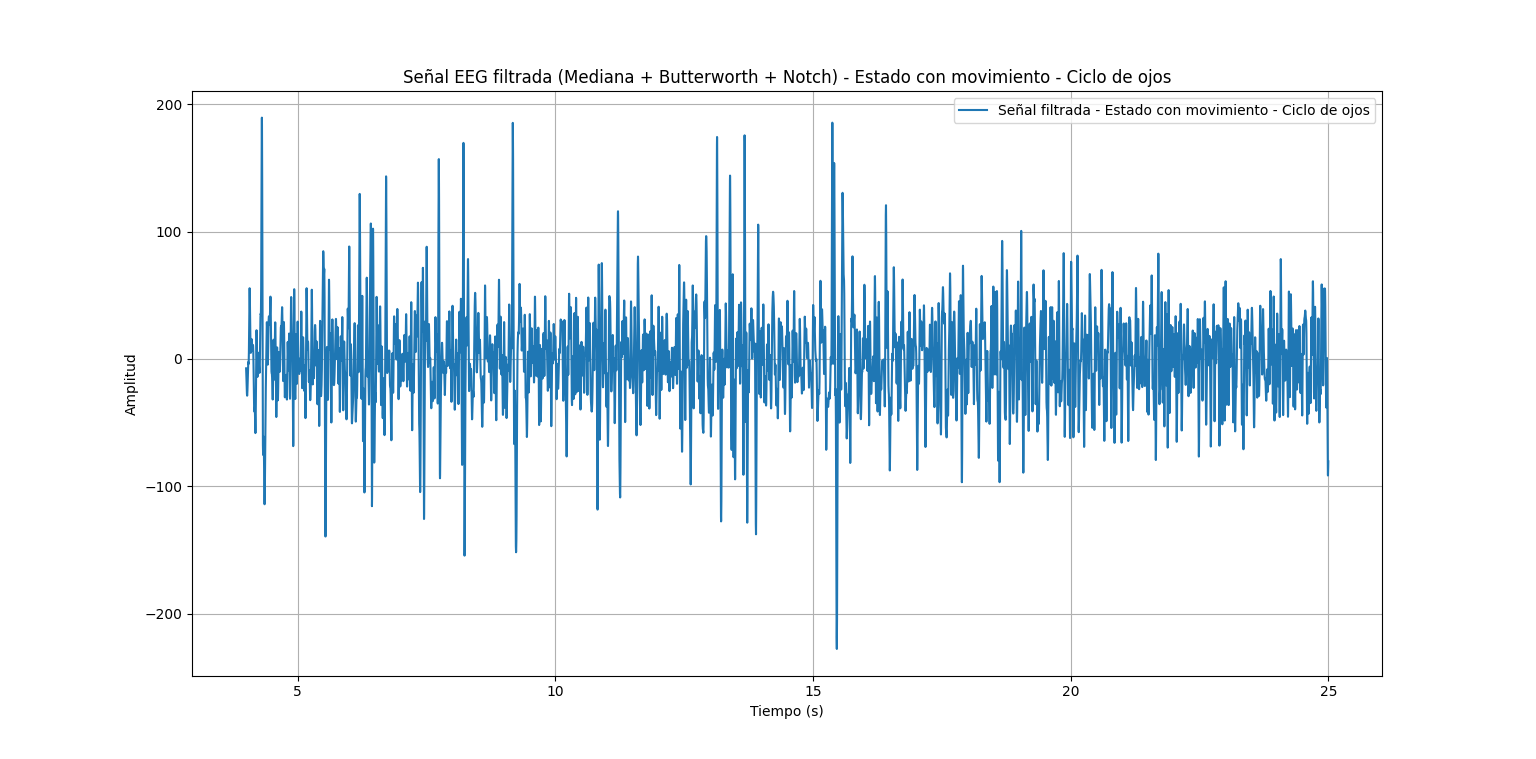 Señal EEG filtrada (Mediana + Butterworth + Notch) - Estado con movimiento - Ciclo de ojos
Señal filtrada - Estado con movimiento - Ciclo de ojos
200
100
0
−100
−200
Amplitud
5
10
15
20
25
Tiempo (s)